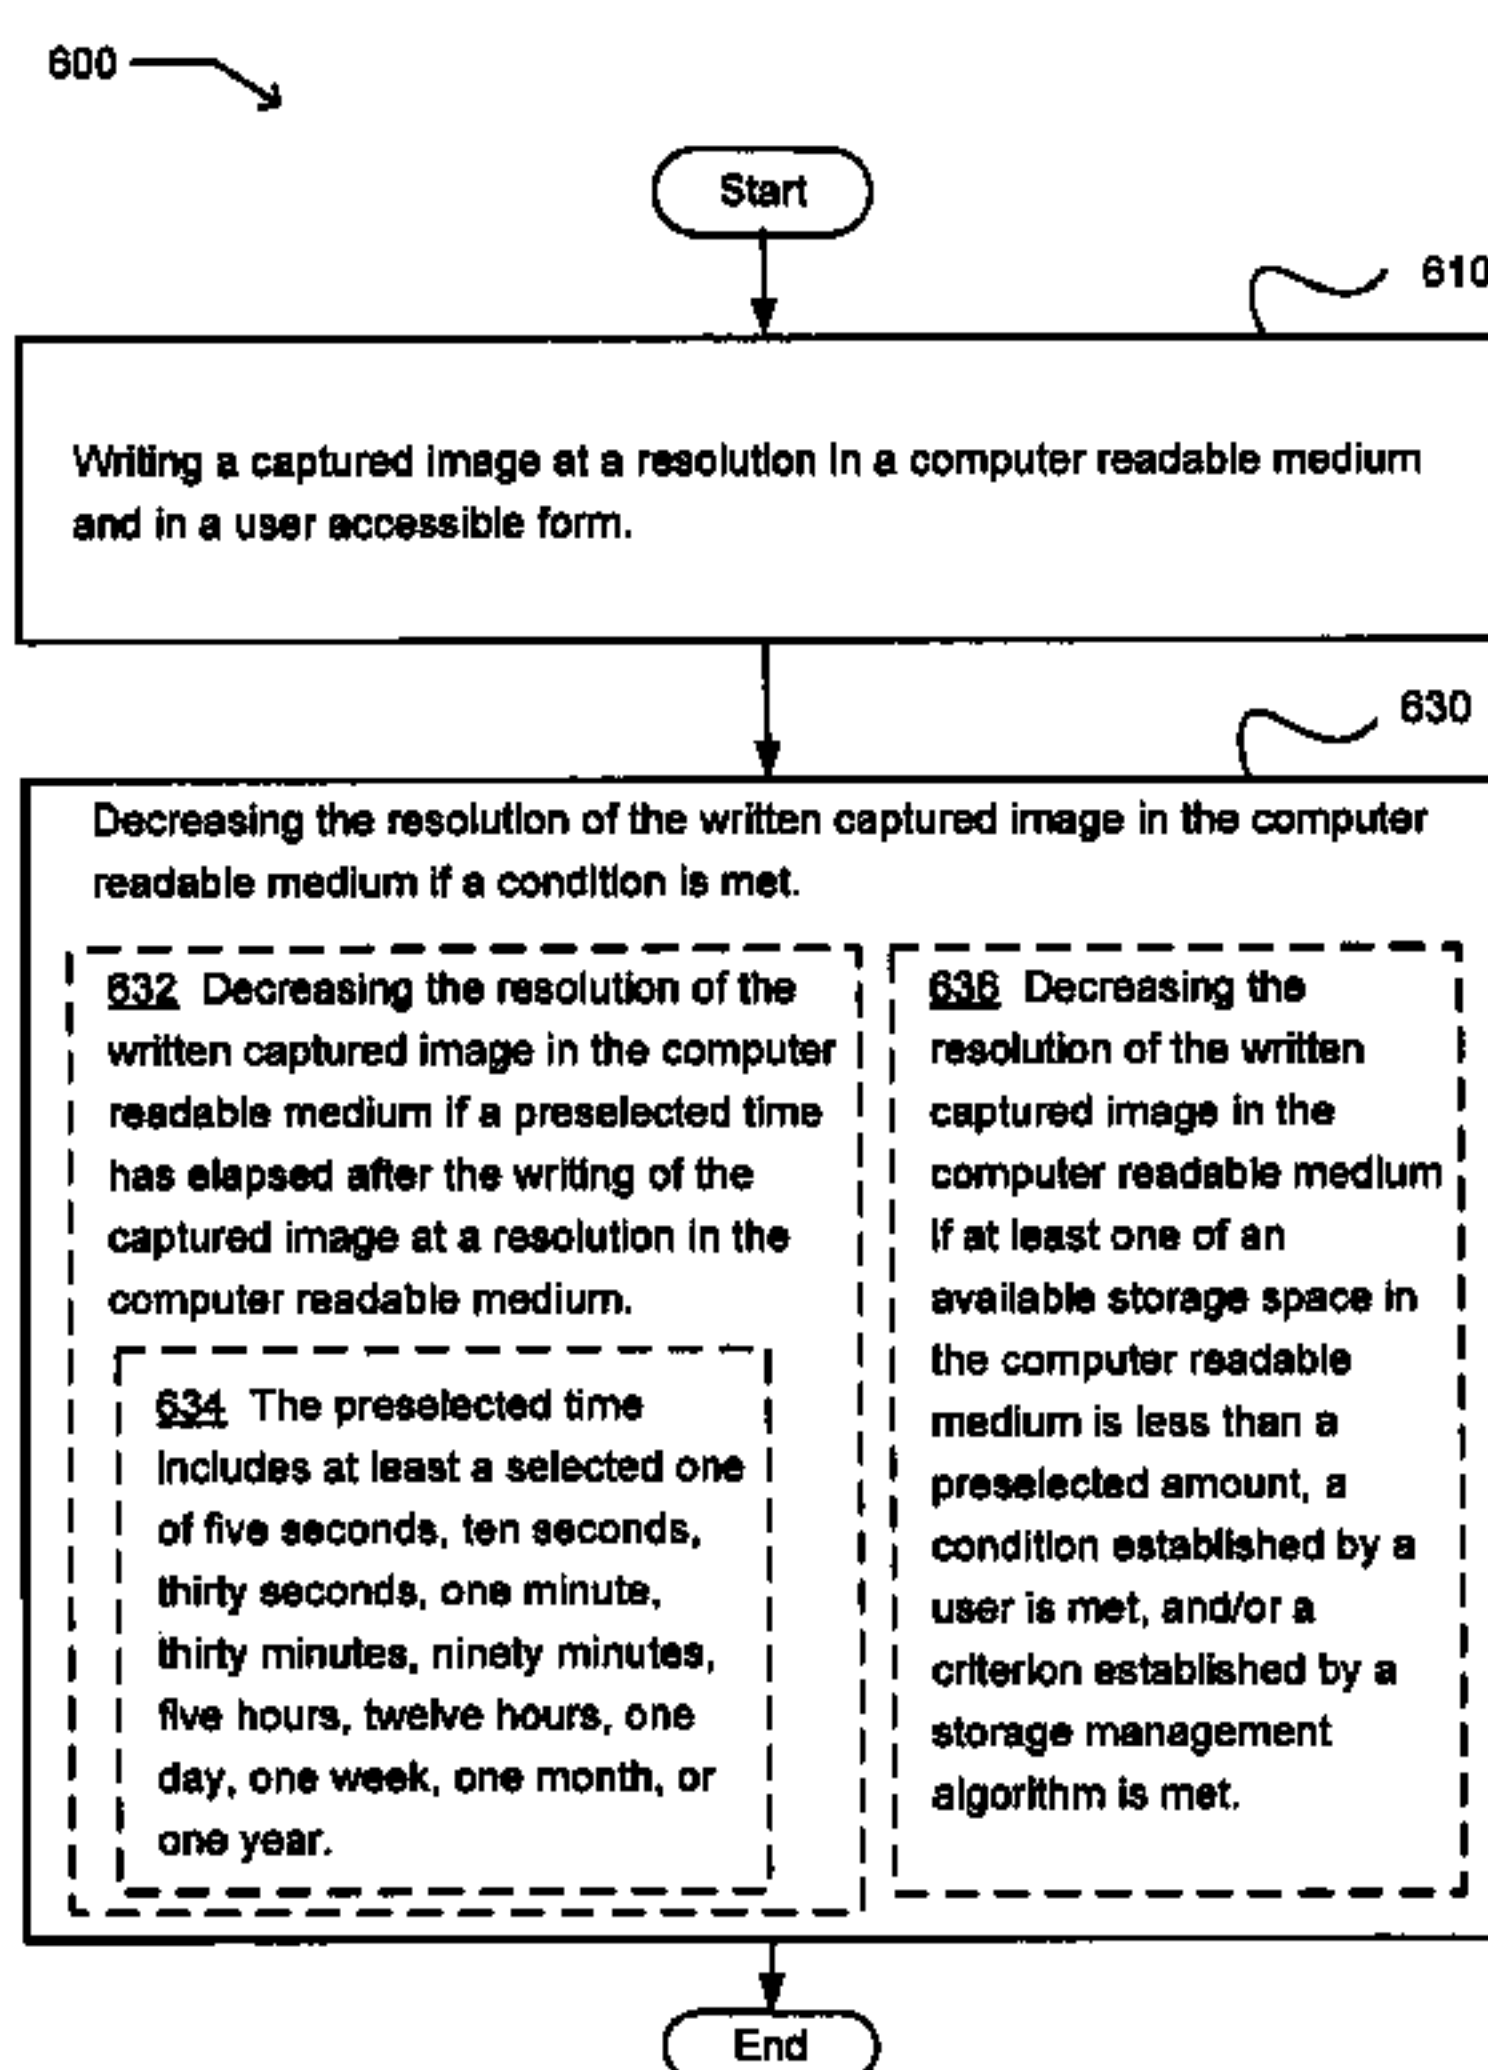 600
Start
610
Writing a captured image at a resolution in a computer readable medium
and in a user accessible form.
630
Decreasing the resolution of the written captured image in the computer
readable medium if a condition is met.
632 Decreasing the resolution of the
written captured image in the computer
readable medium if a preselected time
has elapsed after the writing of the
captured image at a resolution in the
computer readable medium.
634 The preselected time
includes at least a selected one
of five seconds, ten seconds,
thirty seconds, one minute,
thirty minutes, ninety minutes,
five hours, twelve hours, one
day, one week, one month, or
one year.
636 Decreasing the
resolution of the written
captured image in the
computer readable medium
if at least one of an
available storage space in
the computer readable
medium is less than a
preselected amount, a
condition established by a
user is met, and/or a
criterion established by a
storage management
algorithm is met.
End